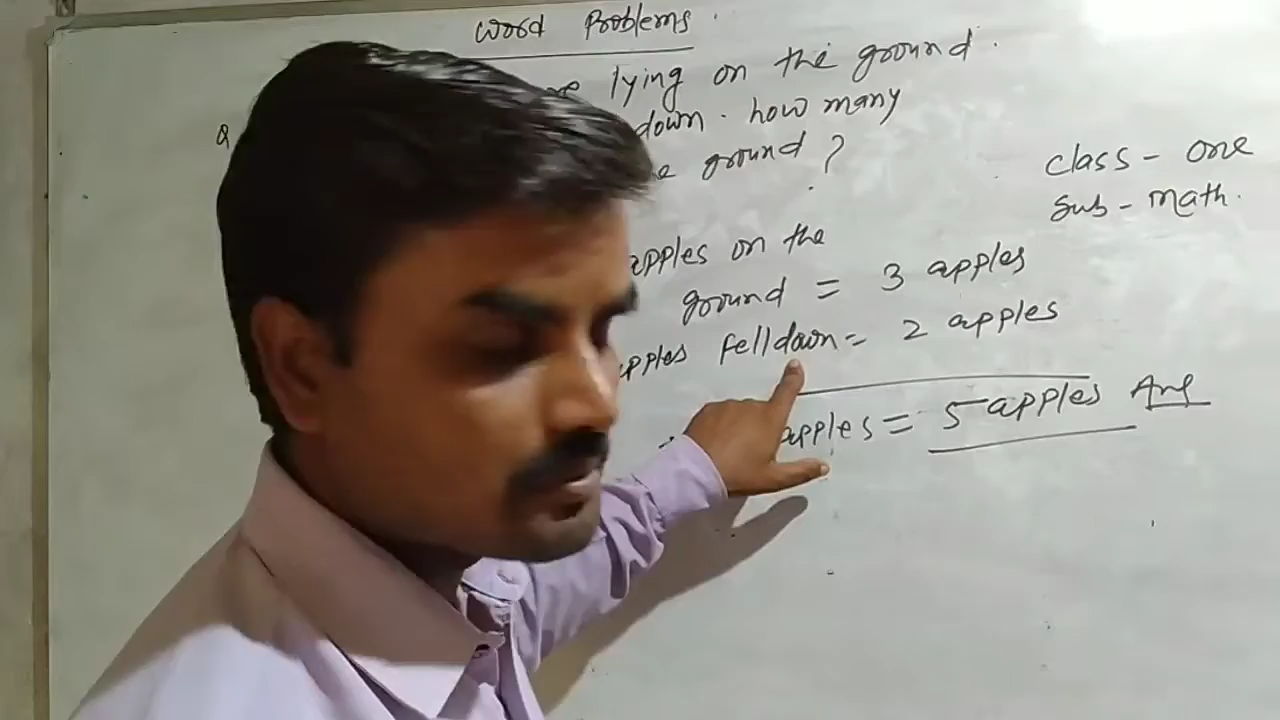 Word Problems.
lying on the ground.
Q down. how many
ground?
class - one
Sub - math.
apples on the
ground = 3 apples
apples felldown = 2 apples
apples = 5 apples Ans